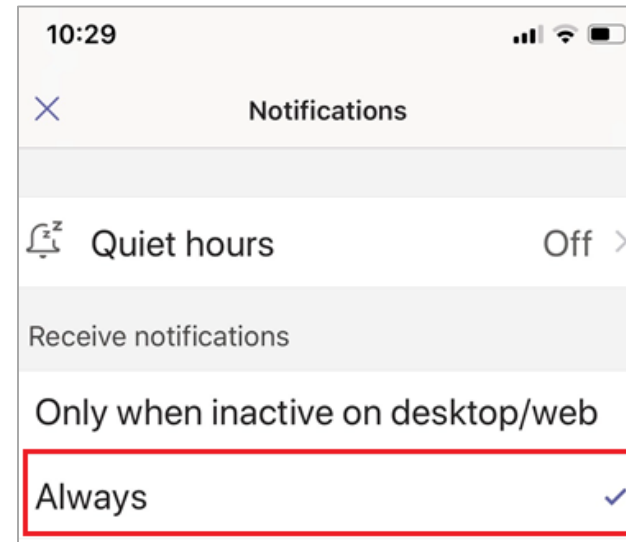 10:29
Notifications
Quiet hours Off
Receive notifications
Only when inactive on desktop/web
Always